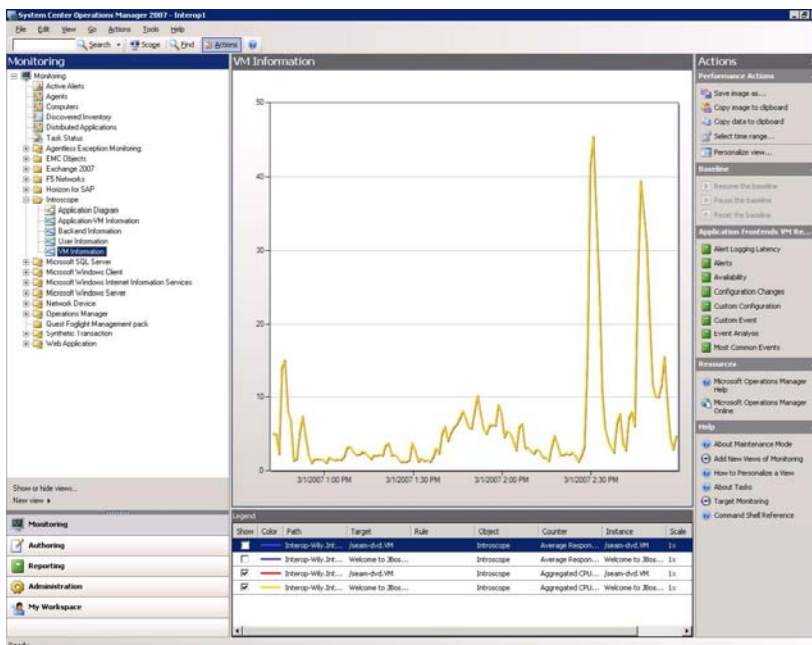 System Center Operations Manager 2007 - Interop1
File Edit View Go Actions Tools Help
Search Scope Find Actions
Monitoring
Monitoring
Active Alerts
Agents
Computers
Discovered Inventory
Distributed Applications
Task Status
Agentless Exception Monitoring
EMC Objects
Exchange 2007
F5 Networks
Horizon for SAP
Introscope
Application Diagram
Application-VM Information
Backend Information
User Information
VM Information
Microsoft SQL Server
Microsoft Windows Client
Microsoft Windows Internet Information Services
Microsoft Windows Server
Network Device
Operations Manager
Quest Foglight Management pack
Synthetic Transaction
Web Application
Show or hide views...
New view
Monitoring
Authoring
Reporting
Administration
My Workspace
Ready
VM Information
50
40
30
20
10
0
3/1/2007 1:00 PM 3/1/2007 1:30 PM 3/1/2007 2:00 PM 3/1/2007 2:30 PM
Legend
Show Color Path Target Rule Object Counter Instance Scale
Interop-Wily.Int... /seam-dvd.VM Introscope Average Respon... /seam-dvd.VM 1x
Interop-Wily.Int... Welcome to JBos... Introscope Average Respon... Welcome to JBos... 1x
Interop-Wily.Int... /seam-dvd.VM Introscope Aggregated CPU... /seam-dvd.VM 1x
Interop-Wily.Int... Welcome to JBos... Introscope Aggregated CPU... Welcome to JBos... 1x
Actions
Performance Actions
Save image as...
Copy image to clipboard
Copy data to clipboard
Select time range...
Personalize view...
Baseline
Resume the baseline
Pause the baseline
Reset the baseline
Application Frontends VM Re...
Alert Logging Latency
Alerts
Availability
Configuration Changes
Custom Configuration
Custom Event
Event Analysis
Most Common Events
Resources
Microsoft Operations Manager
Help
Microsoft Operations Manager
Online
Help
About Maintenance Mode
Add New Views of Monitoring
How to Personalize a View
About Tasks
Target Monitoring
Command Shell Reference